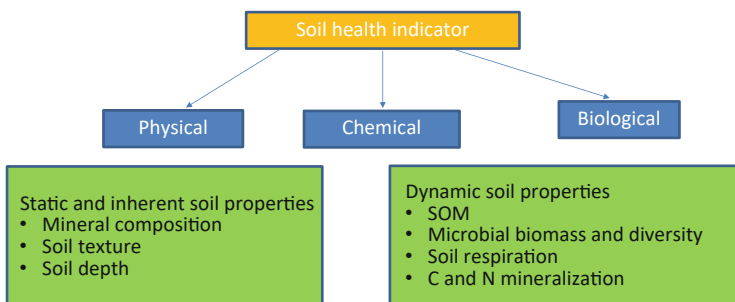 Soil health indicator
Physical
Chemical
Biological
Static and inherent soil properties
• Mineral composition
• Soil texture
• Soil depth
Dynamic soil properties
• SOM
• Microbial biomass and diversity
• Soil respiration
• C and N mineralization